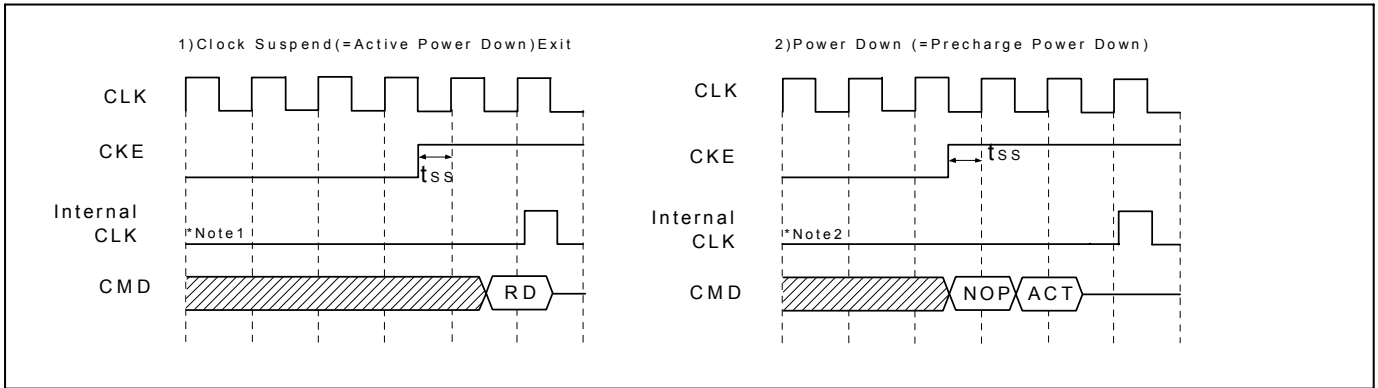 1)Clock Suspend(=Active Power Down)Exit
CLK
CKE
tss
Internal
CLK
*Note1
CMD
RD
2)Power Down (=Precharge Power Down)
CLK
CKE
tss
Internal
CLK
*Note2
CMD
NOP
ACT